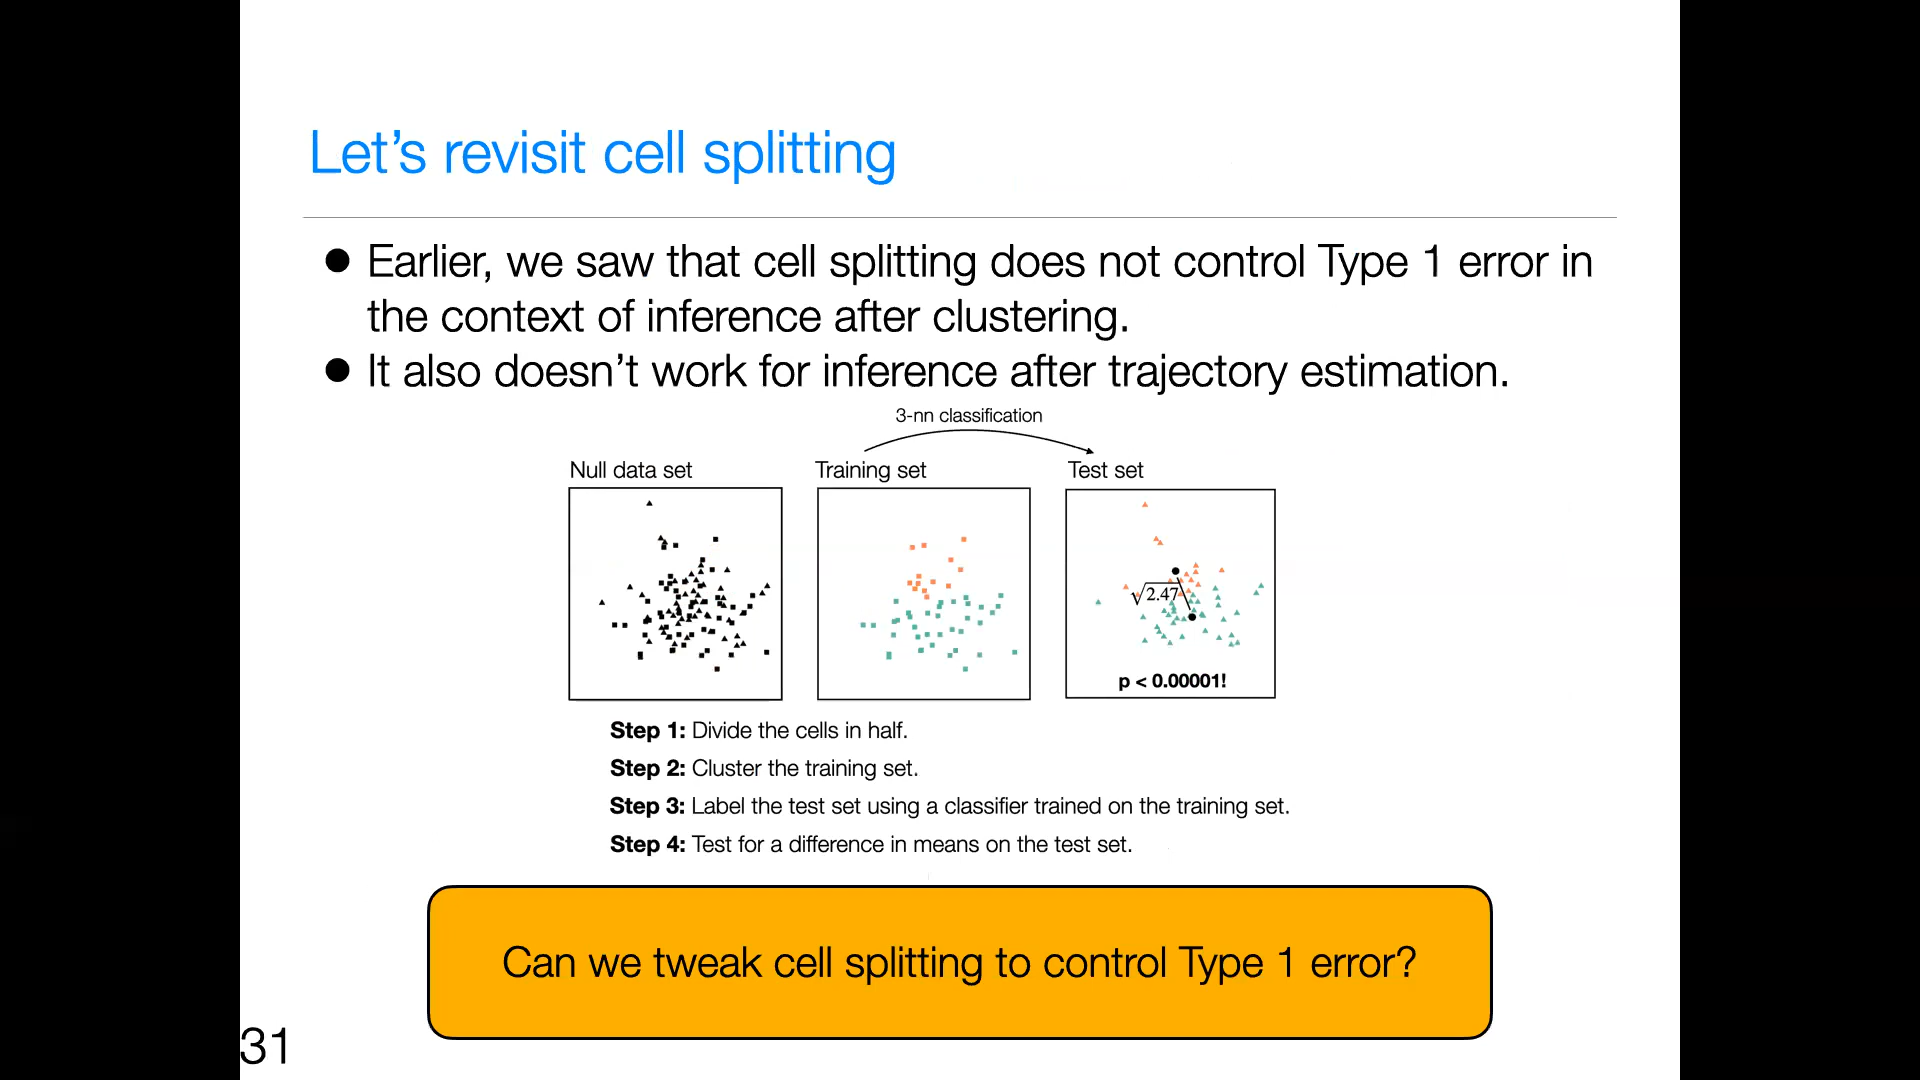 Let’s revisit cell splitting
● Earlier, we saw that cell splitting does not control Type 1 error in
the context of inference after clustering.
● It also doesn’t work for inference after trajectory estimation.
3-nn classification
Null data set
Training set
Test set
√2.47
p < 0.00001!
Step 1: Divide the cells in half.
Step 2: Cluster the training set.
Step 3: Label the test set using a classifier trained on the training set.
Step 4: Test for a difference in means on the test set.
Can we tweak cell splitting to control Type 1 error?
31